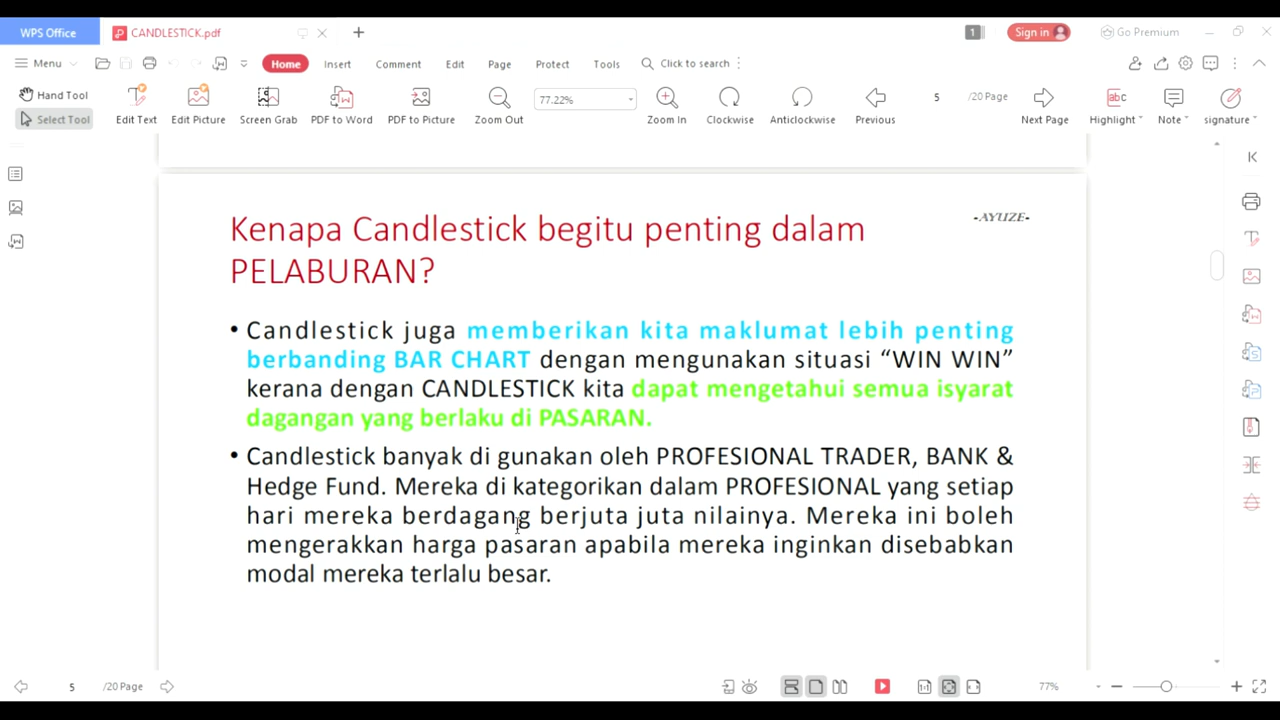 WPS Office
CANDLESTICK.pdf
1
Sign in
Go Premium
Menu
Home
Insert
Comment
Edit
Page
Protect
Tools
Click to search
Hand Tool
Select Tool
Edit Text
Edit Picture
Screen Grab
PDF to Word
PDF to Picture
Zoom Out
77.22%
Zoom In
Clockwise
Anticlockwise
Previous
5
/20 Page
Next Page
Highlight
Note
signature
-AYUZE-
Kenapa Candlestick begitu penting dalam
PELABURAN?
• Candlestick juga memberikan kita maklumat lebih penting
berbanding BAR CHART dengan mengunakan situasi “WIN WIN”
kerana dengan CANDLESTICK kita dapat mengetahui semua isyarat
dagangan yang berlaku di PASARAN.
• Candlestick banyak di gunakan oleh PROFESIONAL TRADER, BANK &
Hedge Fund. Mereka di kategorikan dalam PROFESIONAL yang setiap
hari mereka berdagang berjuta juta nilainya. Mereka ini boleh
mengerakkan harga pasaran apabila mereka inginkan disebabkan
modal mereka terlalu besar.
5
/20 Page
77%